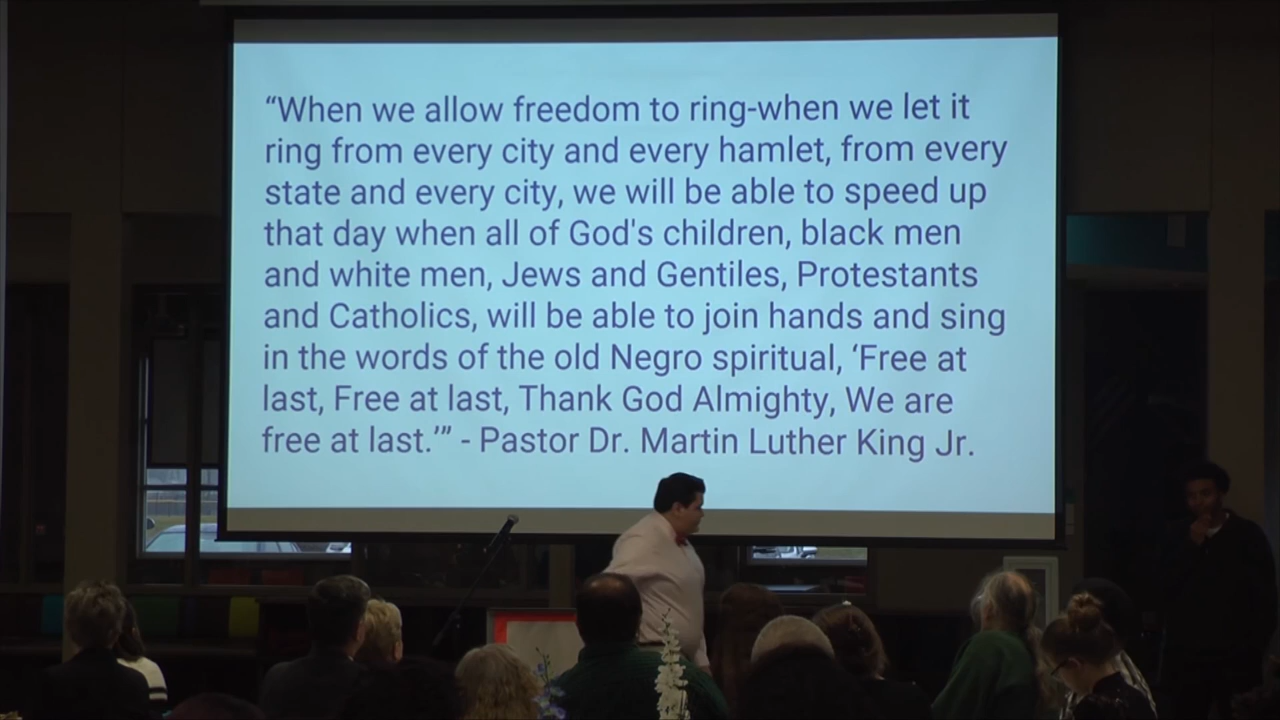 “When we allow freedom to ring-when we let it
ring from every city and every hamlet, from every
state and every city, we will be able to speed up
that day when all of God's children, black men
and white men, Jews and Gentiles, Protestants
and Catholics, will be able to join hands and sing
in the words of the old Negro spiritual, ‘Free at
last, Free at last, Thank God Almighty, We are
free at last.’” - Pastor Dr. Martin Luther King Jr.